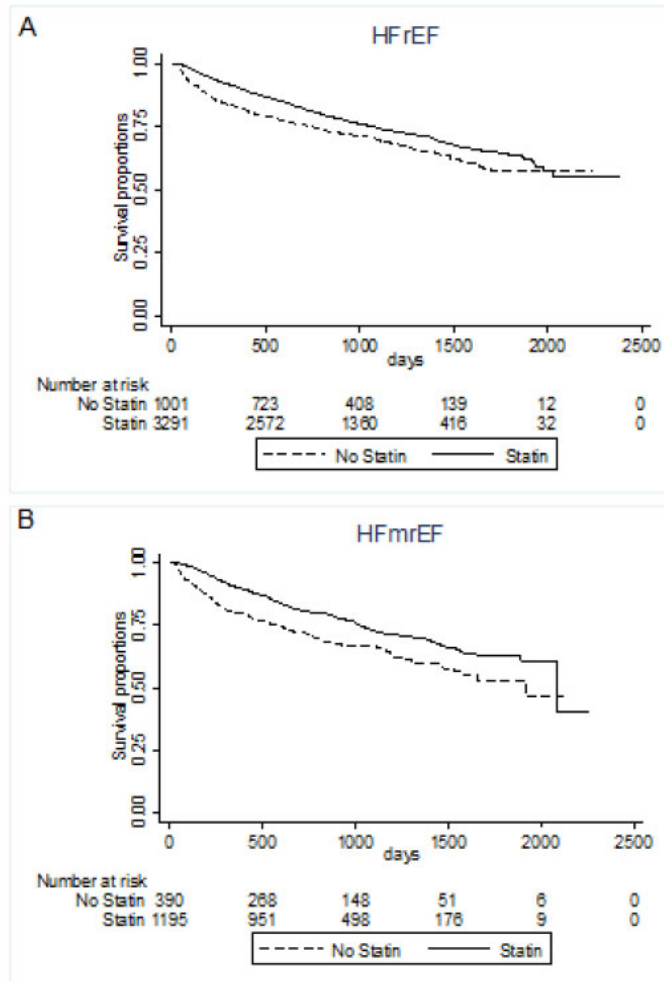 A
HFrEF
Survival proportions
1.00
0.75
0.50
0.25
0.00
0 500 1000 1500 2000 2500
days
Number at risk
No Statin 1001 723 408 139 12 0
Statin 3291 2572 1360 416 32 0
No Statin Statin
B
HFmrEF
Survival proportions
1.00
0.75
0.50
0.25
0.00
0 500 1000 1500 2000 2500
days
Number at risk
No Statin 390 268 148 51 6 0
Statin 1195 951 498 176 9 0
No Statin Statin